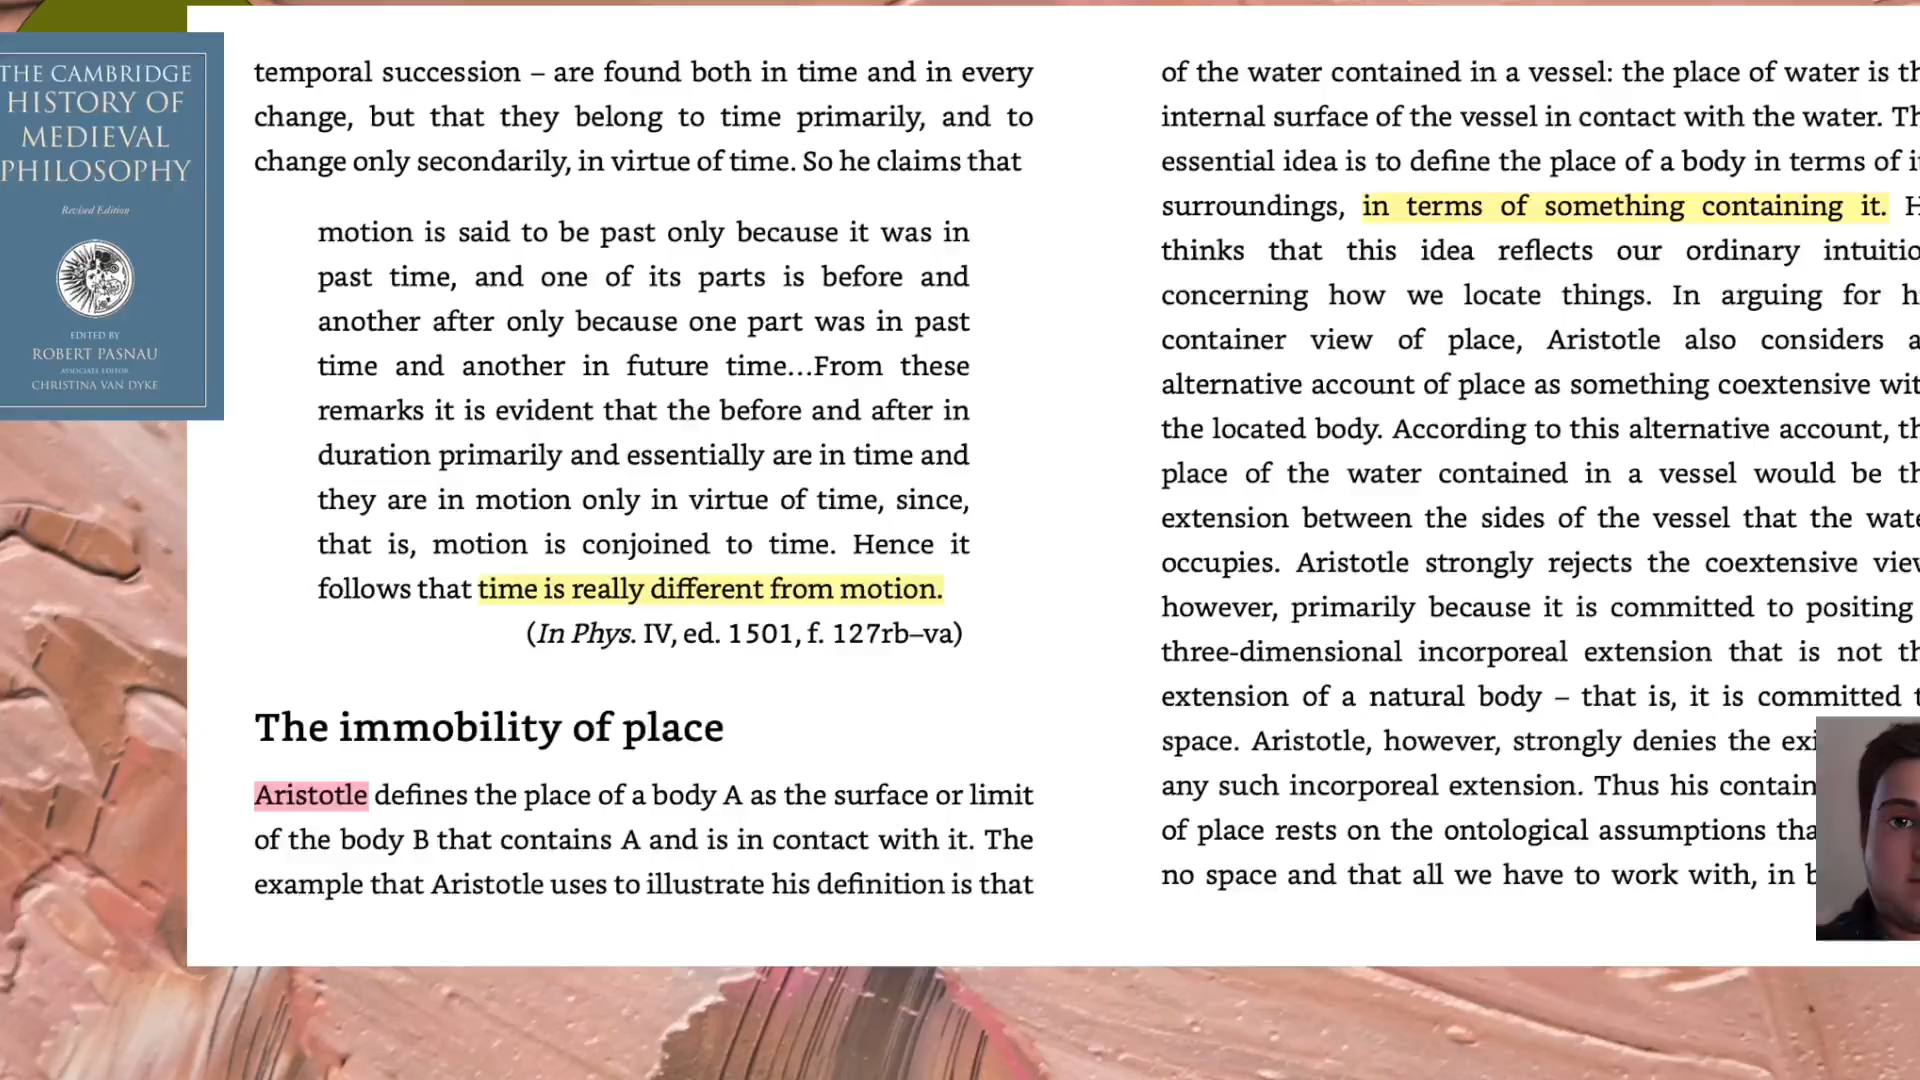 THE CAMBRIDGE
HISTORY OF
MEDIEVAL
PHILOSOPHY
Revised Edition
EDITED BY
ROBERT PASNAU
ASSOCIATE EDITOR
CHRISTINA VAN DYKE
temporal succession – are found both in time and in every
change, but that they belong to time primarily, and to
change only secondarily, in virtue of time. So he claims that
motion is said to be past only because it was in
past time, and one of its parts is before and
another after only because one part was in past
time and another in future time...From these
remarks it is evident that the before and after in
duration primarily and essentially are in time and
they are in motion only in virtue of time, since,
that is, motion is conjoined to time. Hence it
follows that time is really different from motion.
(In Phys. IV, ed. 1501, f. 127rb–va)
The immobility of place
Aristotle defines the place of a body A as the surface or limit
of the body B that contains A and is in contact with it. The
example that Aristotle uses to illustrate his definition is that
of the water contained in a vessel: the place of water is
internal surface of the vessel in contact with the water.
essential idea is to define the place of a body in terms of
surroundings, in terms of something containing it.
thinks that this idea reflects our ordinary
concerning how we locate things. In arguing for
container view of place, Aristotle also considers
alternative account of place as something coextensive
the located body. According to this alternative account,
place of the water contained in a vessel would be
extension between the sides of the vessel that the
occupies. Aristotle strongly rejects the coextensive
however, primarily because it is committed to positing
three-dimensional incorporeal extension that is not
extension of a natural body – that is, it is committed
space. Aristotle, however, strongly denies the
any such incorporeal extension. Thus his
of place rests on the ontological assumptions
no space and that all we have to work with, in